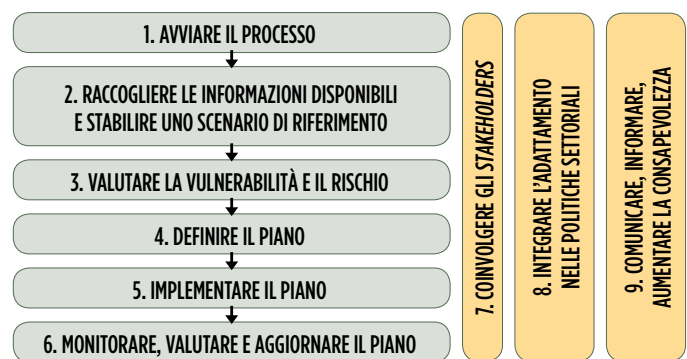 1. AVVIARE IL PROCESSO
2. RACCOGLIERE LE INFORMAZIONI DISPONIBILI
E STABILIRE UNO SCENARIO DI RIFERIMENTO
3. VALUTARE LA VULNERABILITÀ E IL RISCHIO
4. DEFINIRE IL PIANO
5. IMPLEMENTARE IL PIANO
6. MONITORARE, VALUTARE E AGGIORNARE IL PIANO
7. COINVOLGERE GLI STAKEHOLDERS
8. INTEGRARE L'ADATTAMENTO
NELLE POLITICHE SETTORIALI
9. COMUNICARE, INFORMARE,
AUMENTARE LA CONSAPEVOLEZZA